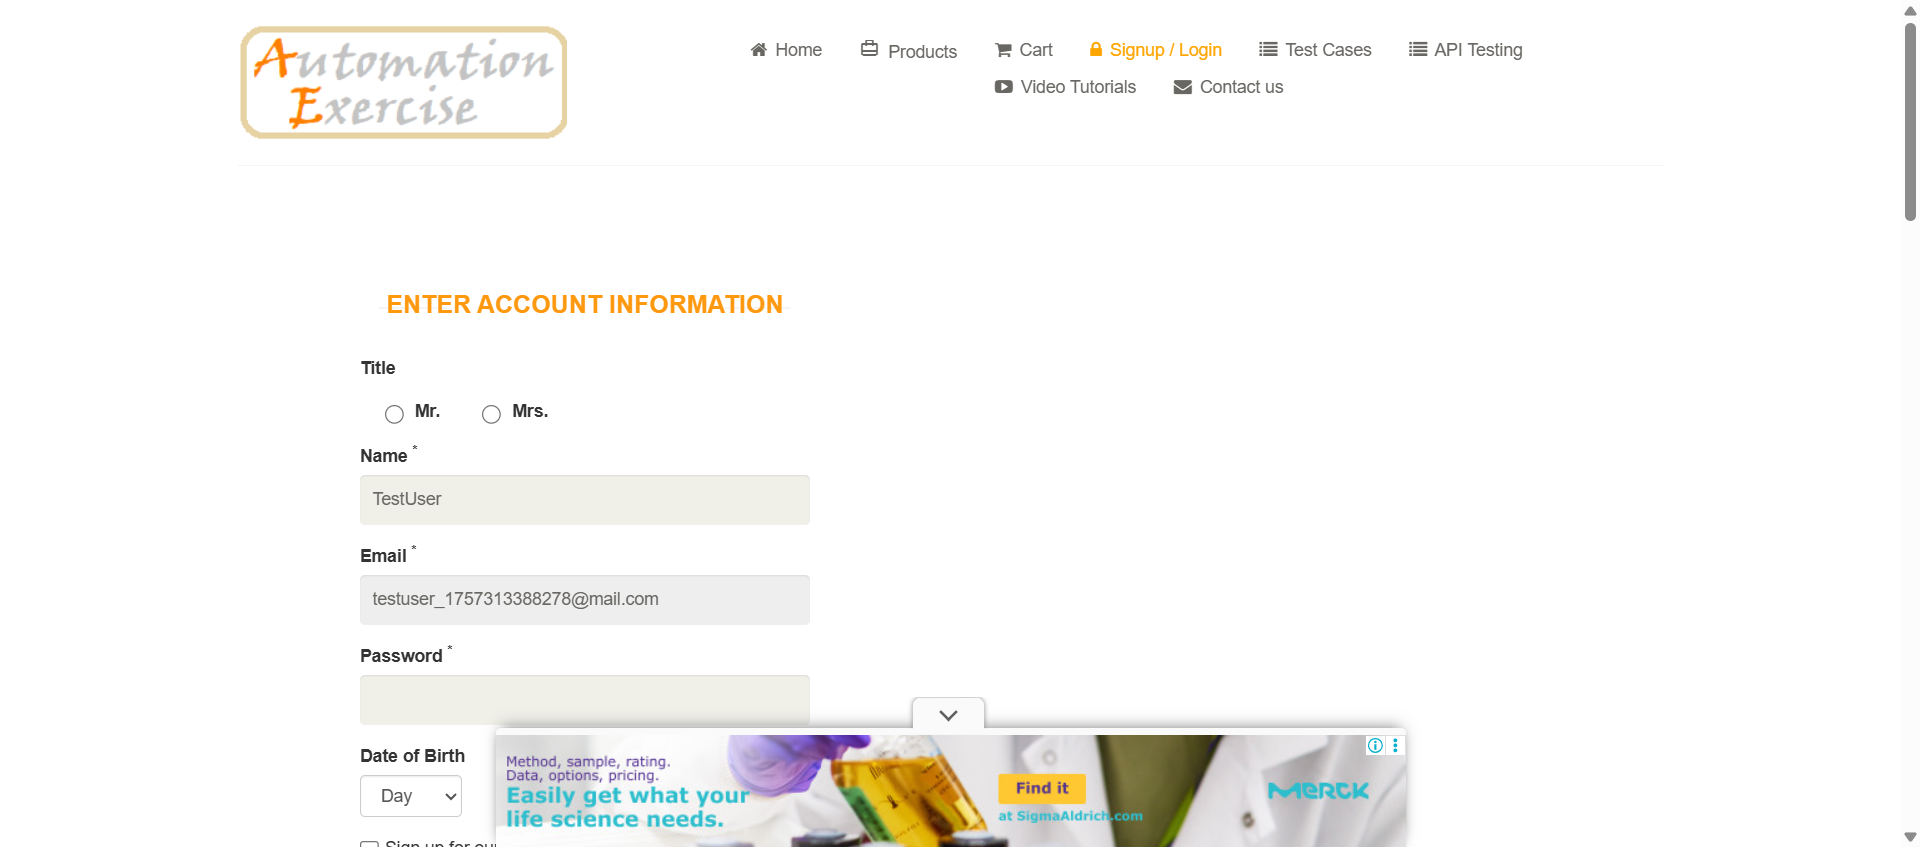 Automation
Exercise
Home
Products
Cart
Signup / Login
Test Cases
API Testing
Video Tutorials
Contact us
ENTER ACCOUNT INFORMATION
Title
Mr.
Mrs.
Name *
TestUser
Email *
testuser_1757313388278@mail.com
Password *
Date of Birth
Day
Method, sample, rating.
Data, options, pricing.
Easily get what your
life science needs.
Find it
at SigmaAldrich.com
MERCK
Sign up for our